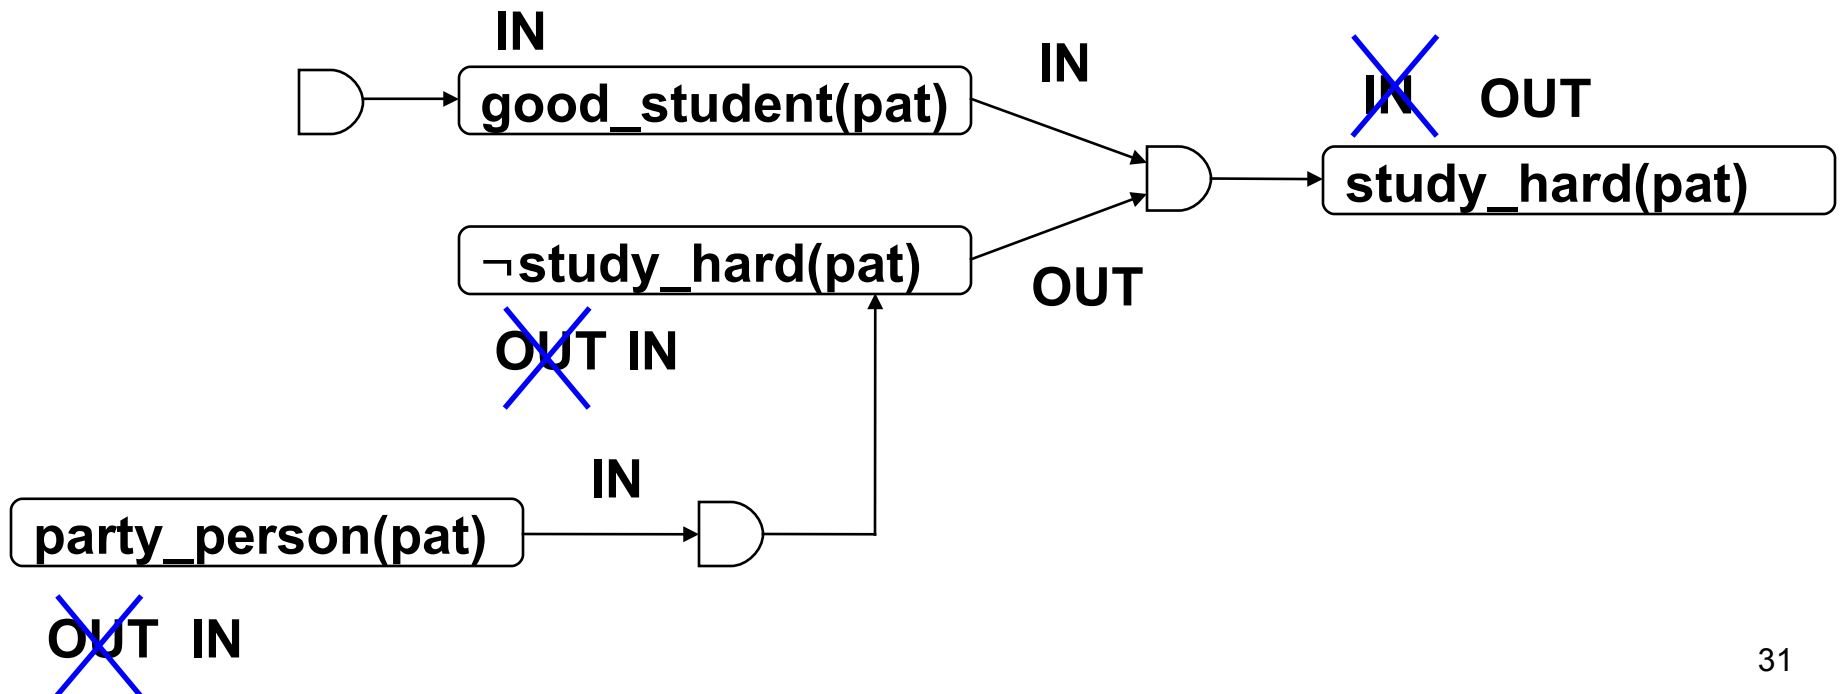 IN
IN
IN OUT
good_student(pat)
study_hard(pat)
¬study_hard(pat)
OUT
OUT IN
IN
party_person(pat)
OUT IN
31